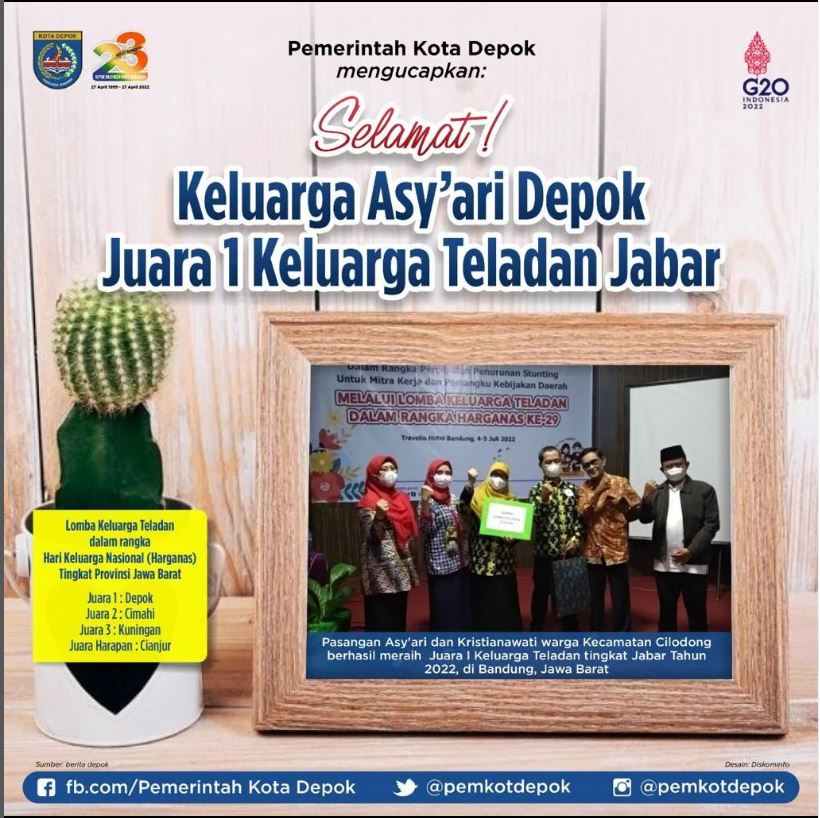 KOTA DEPOK
23
27 April 1999 - 27 April 2022
Pemerintah Kota Depok
mengucapkan:
G20
INDONESIA
2022
Selamat!
Keluarga Asy'ari Depok
Juara 1 Keluarga Teladan Jabar
Dalam Rangka Percepatan Penurunan Stunting
Untuk Mitra Kerja dan Pemangku Kebijakan Daerah
MELALUI LOMBA KELUARGA TELADAN
DALAM RANGKA HARGANAS KE-29
Travello Hotel Bandung, 4-5 Juli 2022
Lomba Keluarga Teladan
dalam rangka
Hari Keluarga Nasional (Harganas)
Tingkat Provinsi Jawa Barat
Juara 1 : Depok
Juara 2 : Cimahi
Juara 3 : Kuningan
Juara Harapan : Cianjur
Pasangan Asy'ari dan Kristianawati warga Kecamatan Cilodong
berhasil meraih Juara I Keluarga Teladan tingkat Jabar Tahun
2022, di Bandung, Jawa Barat
Sumber: berita depok
Desain: Diskominfo
fb.com/Pemerintah Kota Depok
@pemkotdepok
@pemkotdepok